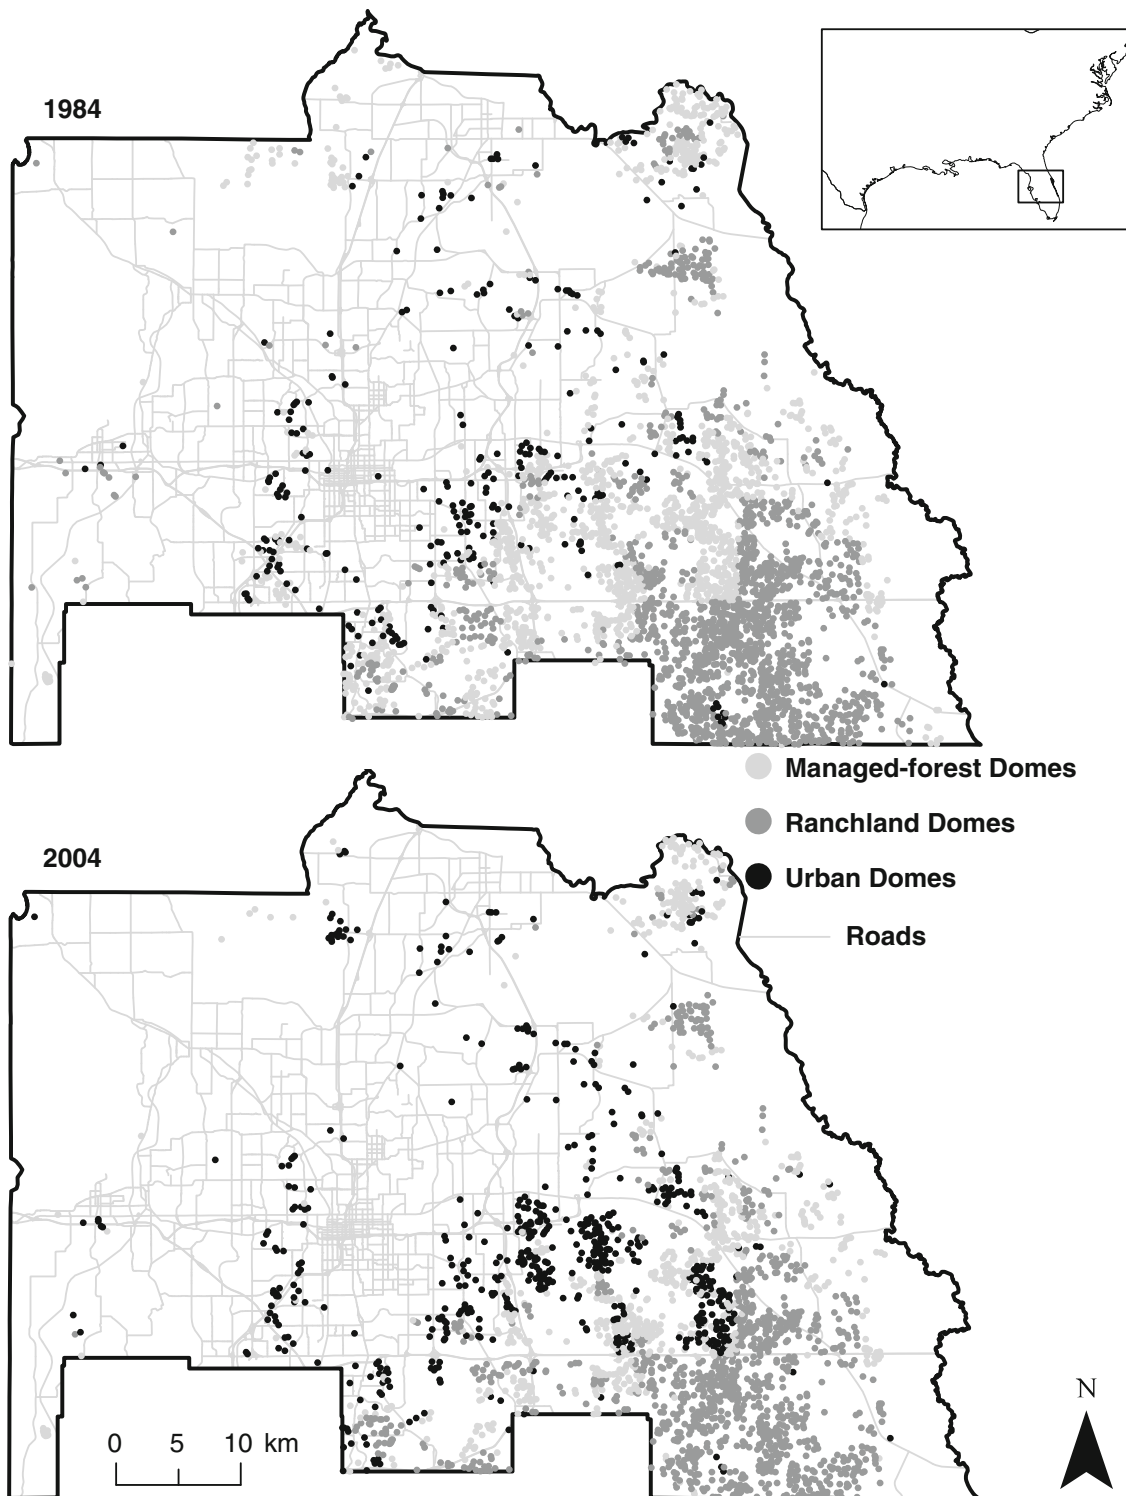 1984
Managed-forest Domes
Ranchland Domes
Urban Domes
Roads
2004
0 5 10 km
N